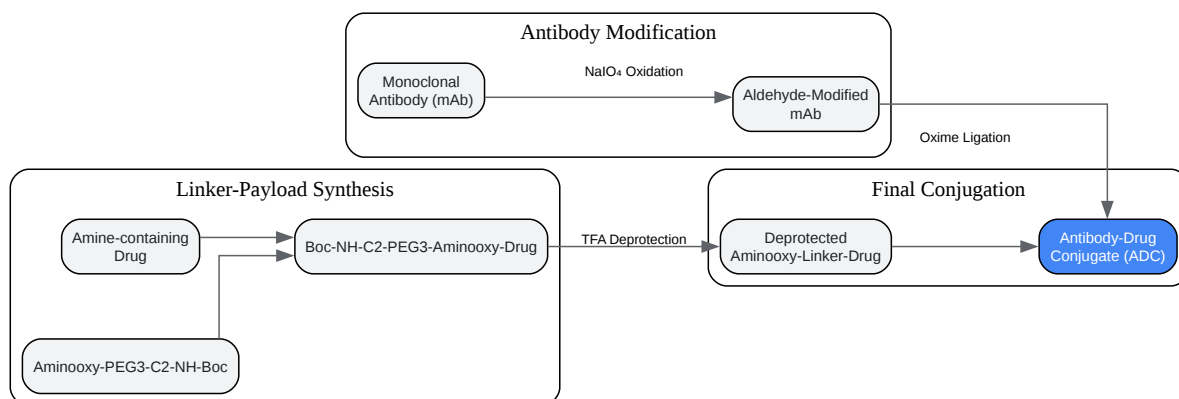 Antibody Modification
NaIO₄ Oxidation
Monoclonal
Antibody (mAb)
Aldehyde-Modified
mAb
Oxime Ligation
Linker-Payload Synthesis
Final Conjugation
Amine-containing
Drug
Boc-NH-C2-PEG3-Aminooxy-Drug
TFA Deprotection
Deprotected
Aminooxy-Linker-Drug
Antibody-Drug
Conjugate (ADC)
Aminooxy-PEG3-C2-NH-Boc